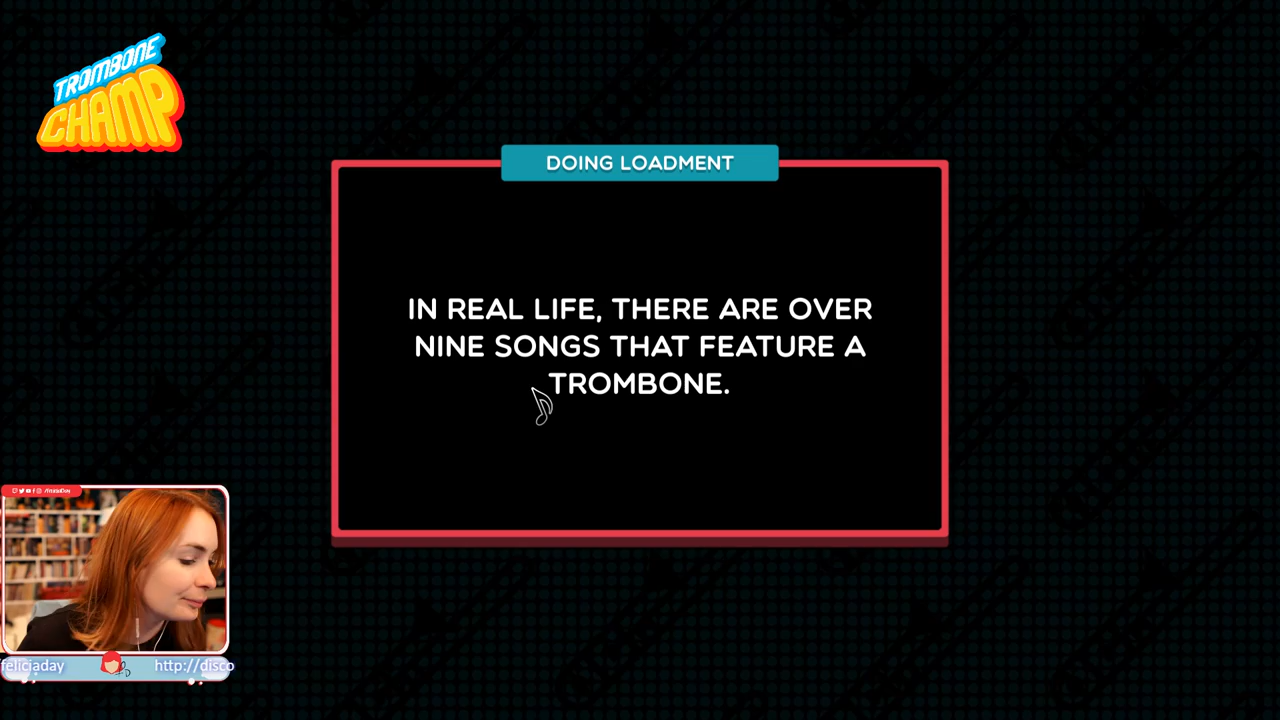 TROMBONE
CHAMP
DOING LOADMENT
IN REAL LIFE, THERE ARE OVER
NINE SONGS THAT FEATURE A
TROMBONE.
feliciaday
http://disco